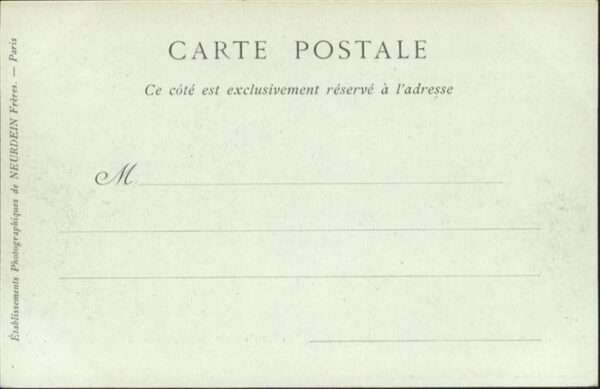 CARTE POSTALE
Ce côté est exclusivement réservé à l'adresse
M
Établissements Photographiques de NEURDEIN Frères. — Paris